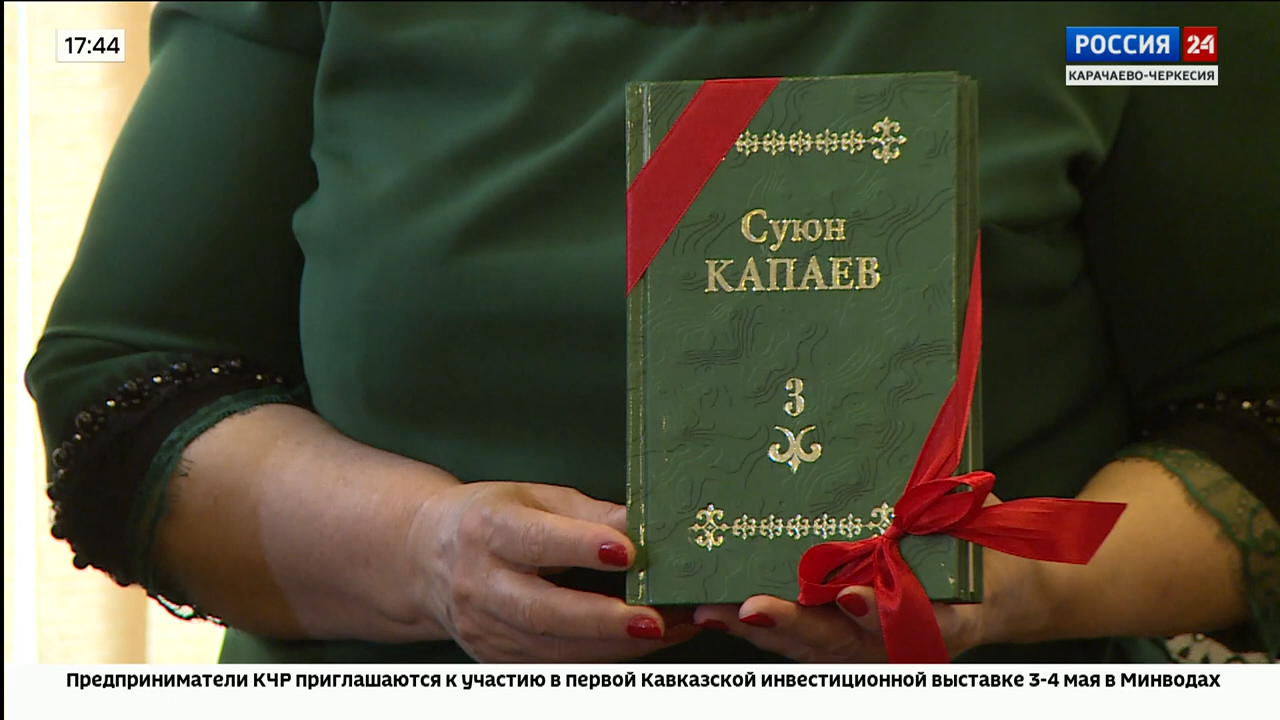 17:44
РОССИЯ 24
КАРАЧАЕВО-ЧЕРКЕСИЯ
Суюн
КАПАЕВ
3
Предприниматели КЧР приглашаются к участию в первой Кавказской инвестиционной выставке 3-4 мая в Минводах